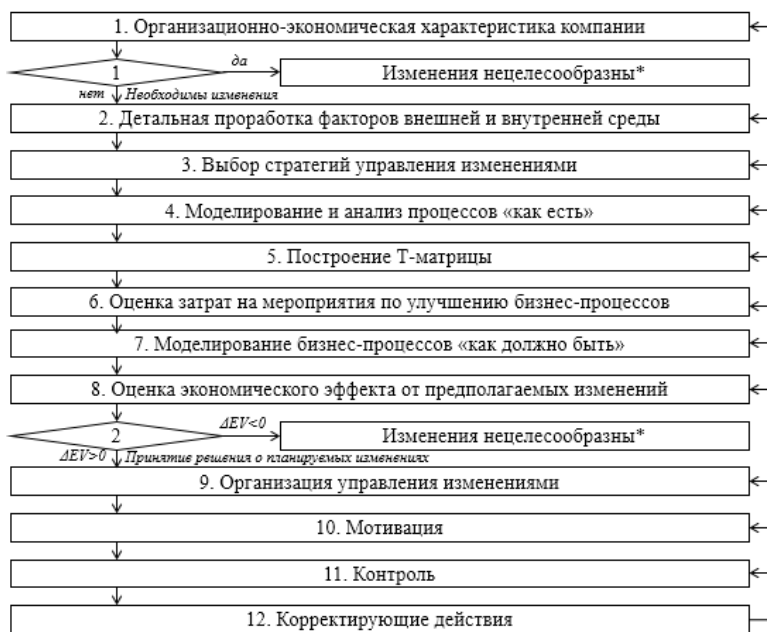 1. Организационно-экономическая характеристика компании
1
да
Изменения нецелесообразны*
нет
Необходимы изменения
2. Детальная проработка факторов внешней и внутренней среды
3. Выбор стратегий управления изменениями
4. Моделирование и анализ процессов «как есть»
5. Построение Т-матрицы
6. Оценка затрат на мероприятия по улучшению бизнес-процессов
7. Моделирование бизнес-процессов «как должно быть»
8. Оценка экономического эффекта от предполагаемых изменений
2
ΔEV<0
Изменения нецелесообразны*
ΔEV>0
Принятие решения о планируемых изменениях
9. Организация управления изменениями
10. Мотивация
11. Контроль
12. Корректирующие действия